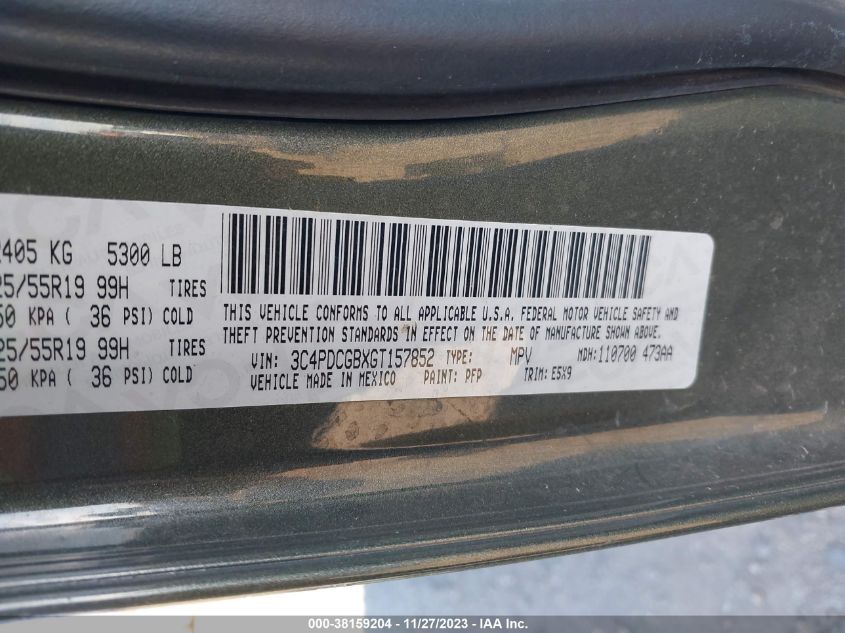 405 KG 5300 LB
25/55R19 99H TIRES
50 KPA ( 36 PSI) COLD
25/55R19 99H TIRES
50 KPA ( 36 PSI) COLD
THIS VEHICLE CONFORMS TO ALL APPLICABLE U.S.A. FEDERAL MOTOR VEHICLE SAFETY AND
THEFT PREVENTION STANDARDS IN EFFECT ON THE DATE OF MANUFACTURE SHOWN ABOVE.
VIN: 3C4PDCGBXGT157852 TYPE: MPV MDH:110700 473AA
VEHICLE MADE IN MEXICO PAINT: PFP TRIM: E5X9
000-38159204 - 11/27/2023 - IAA Inc.